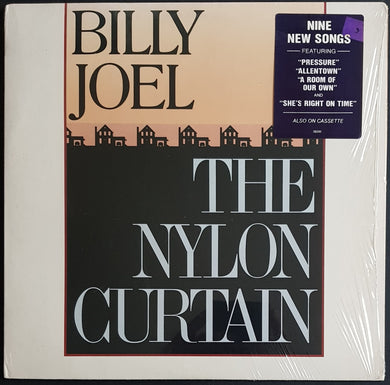 BILLY
JOEL
THE
NYLON
CURTAIN
NINE
NEW SONGS
FEATURING
"PRESSURE"
"ALLENTOWN"
"A ROOM OF
OUR OWN"
AND
"SHE'S RIGHT ON TIME"
ALSO ON CASSETTE